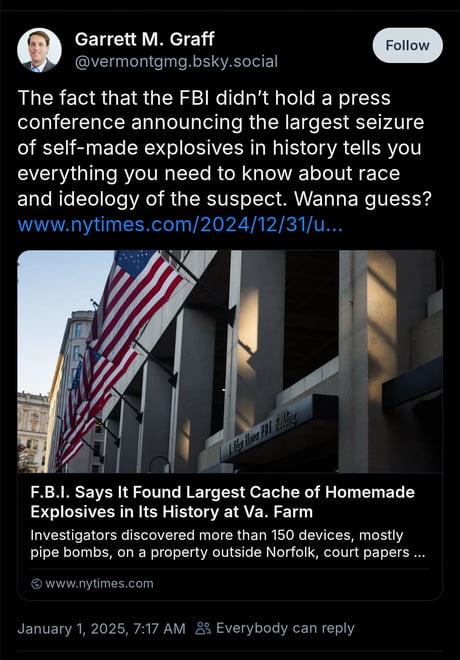 Garrett M. Graff
Follow
@vermontgmg.bsky.social
The fact that the FBI didn’t hold a press
conference announcing the largest seizure
of self-made explosives in history tells you
everything you need to know about race
and ideology of the suspect. Wanna guess?
www.nytimes.com/2024/12/31/u...
J. Edgar Hoover FBI Building
F.B.I. Says It Found Largest Cache of Homemade
Explosives in Its History at Va. Farm
Investigators discovered more than 150 devices, mostly
pipe bombs, on a property outside Norfolk, court papers ...
www.nytimes.com
January 1, 2025, 7:17 AM Everybody can reply